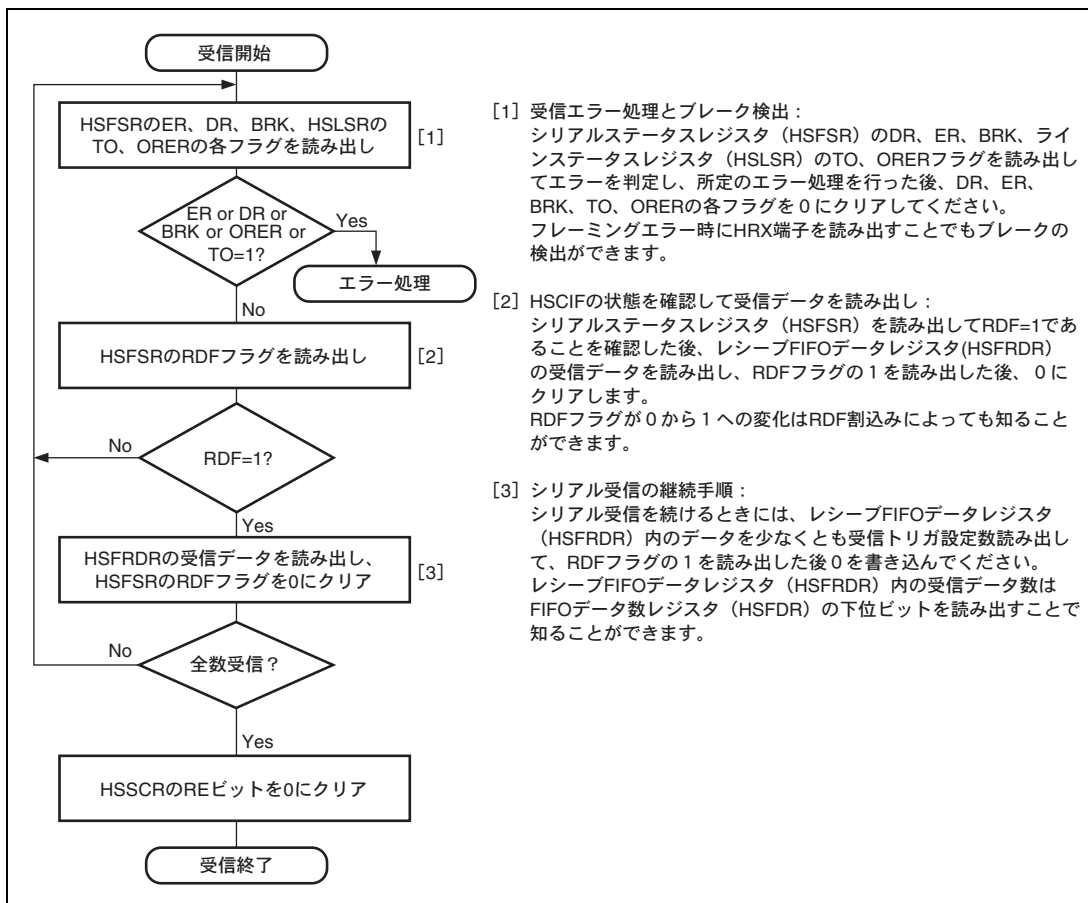 受信開始
HSFSRのER、DR、BRK、HSLSRの
TO、ORERの各フラグを読み出し
[1]
ER or DR or
BRK or ORER or
TO=1?
Yes
エラー処理
No
HSFSRのRDFフラグを読み出し
[2]
No
RDF=1?
Yes
HSFRDRの受信データを読み出し、
HSFSRのRDFフラグを0にクリア
[3]
No
全数受信？
Yes
HSSCRのREビットを0にクリア
受信終了
[1] 受信エラー処理とブレーク検出：
シリアルステータスレジスタ（HSFSR）のDR、ER、BRK、ライ
ンステータスレジスタ（HSLSR）のTO、ORERフラグを読み出し
てエラーを判定し、所定のエラー処理を行った後、DR、ER、
BRK、TO、ORERの各フラグを０にクリアしてください。
フレーミングエラー時にHRX端子を読み出すことでもブレークの
検出ができます。
[2] HSCIFの状態を確認して受信データを読み出し：
シリアルステータスレジスタ（HSFSR）を読み出してRDF=1であ
ることを確認した後、レシーブFIFOデータレジスタ(HSFRDR）
の受信データを読み出し、RDFフラグの１を読み出した後、０に
クリアします。
RDFフラグが０から１への変化はRDF割込みによっても知ること
ができます。
[3] シリアル受信の継続手順：
シリアル受信を続けるときには、レシーブFIFOデータレジスタ
（HSFRDR）内のデータを少なくとも受信トリガ設定数読み出し
て、RDFフラグの１を読み出した後０を書き込んでください。
レシーブFIFOデータレジスタ（HSFRDR）内の受信データ数は
FIFOデータ数レジスタ（HSFDR）の下位ビットを読み出すことで
知ることができます。